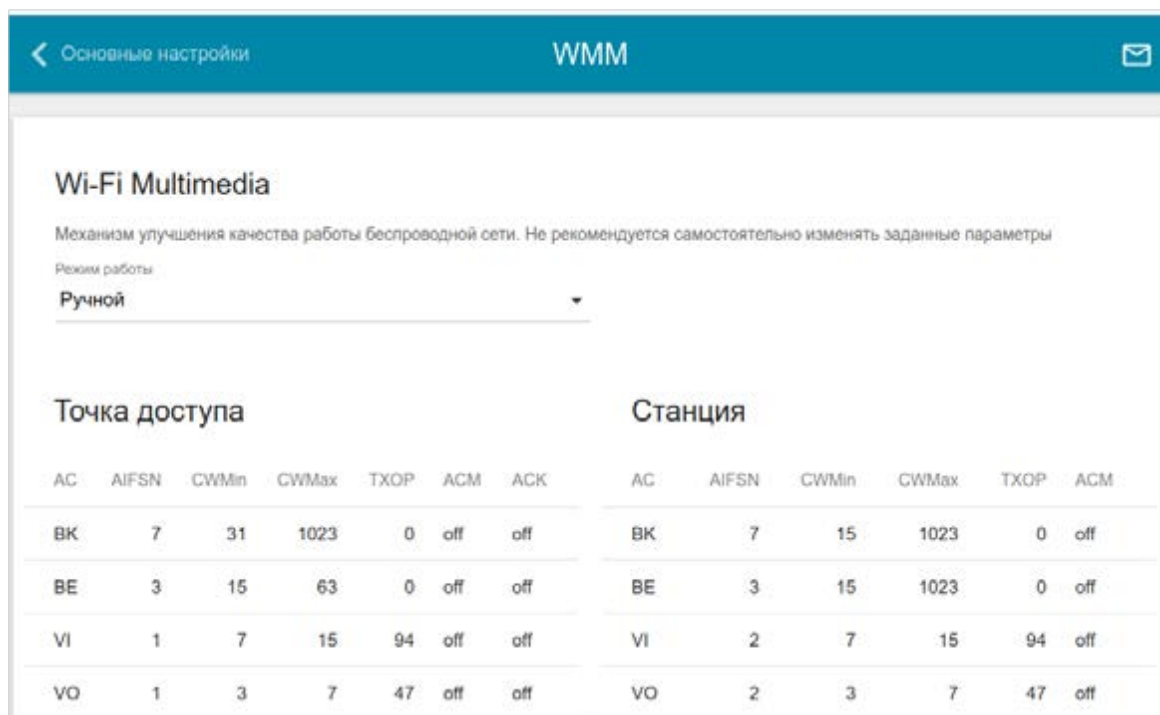 Основные настройки WMM
Wi-Fi Multimedia
Механизм улучшения качества работы беспроводной сети. Не рекомендуется самостоятельно изменять заданные параметры
Режим работы
Ручной
Точка доступа
AC AIFSN CWMin CWMax TXOP ACM ACK
BK 7 31 1023 0 off off
BE 3 15 63 0 off off
VI 1 7 15 94 off off
VO 1 3 7 47 off off
Станция
AC AIFSN CWMin CWMax TXOP ACM
BK 7 15 1023 0 off
BE 3 15 1023 0 off
VI 2 7 15 94 off
VO 2 3 7 47 off